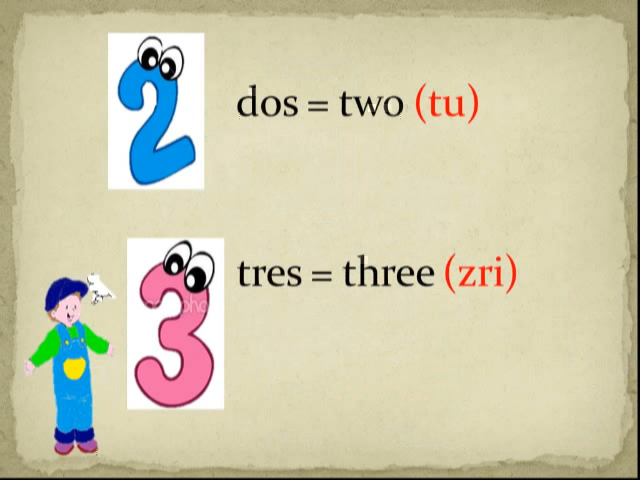 dos = two (tu)
tres = three (zri)